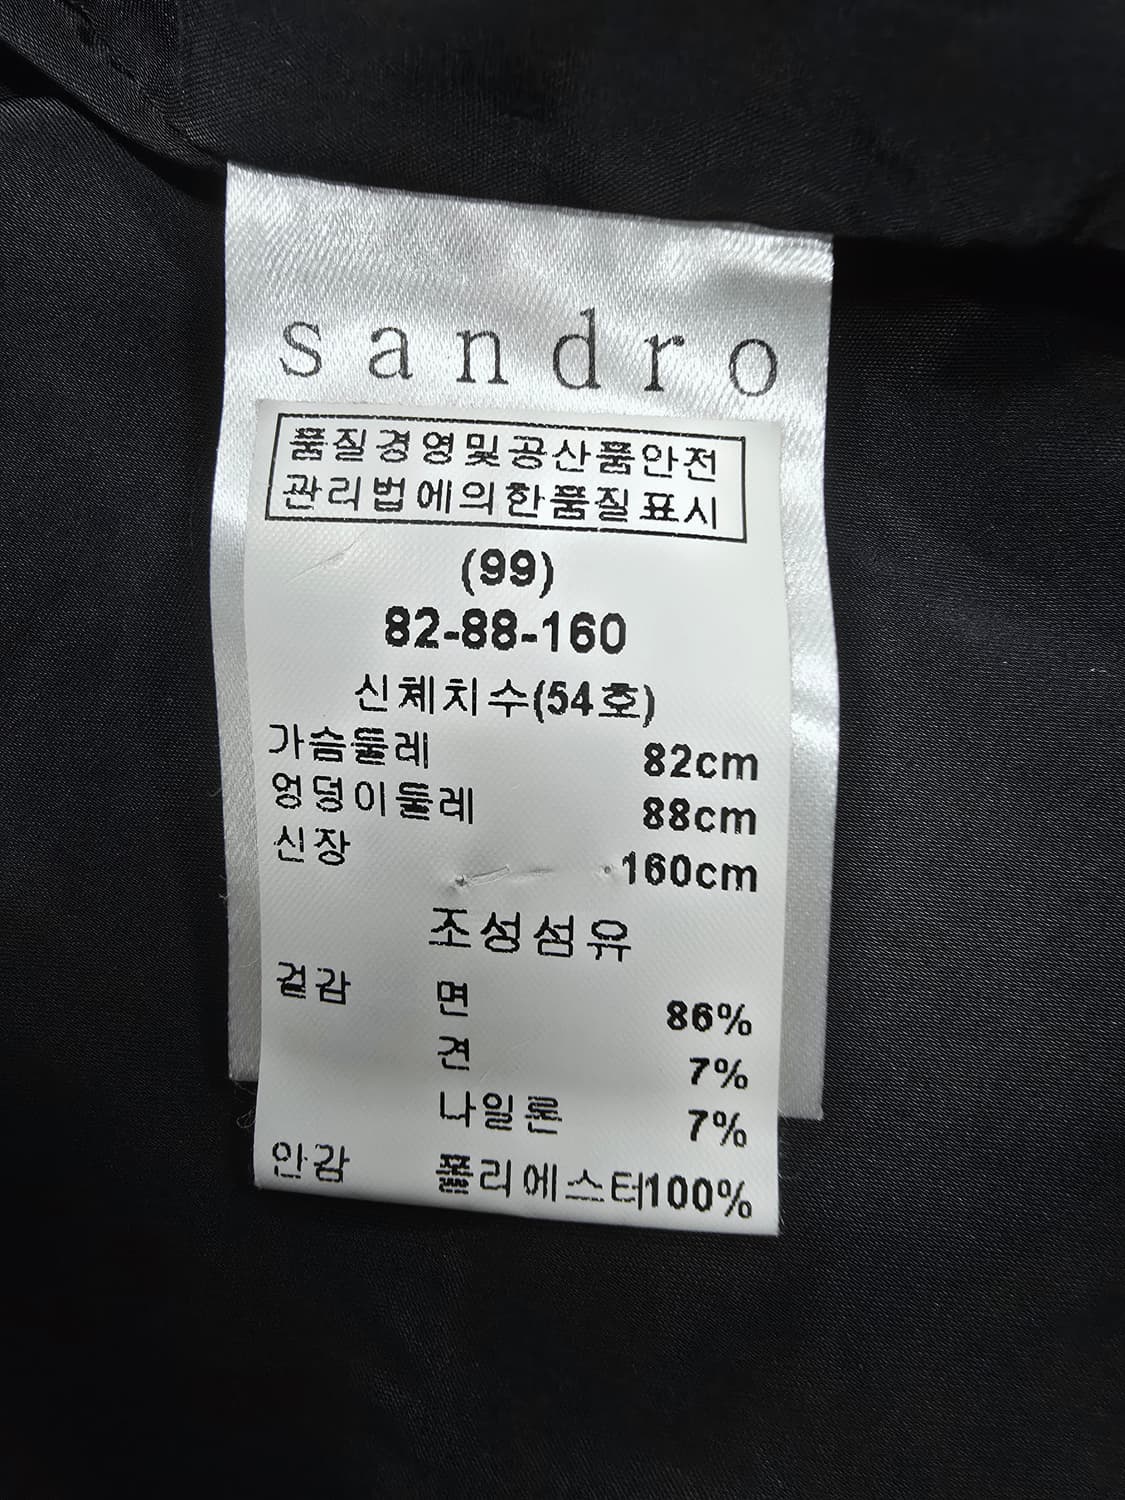 sandro
품질경영및공산품안전
관리법에의한품질표시
(99)
82-88-160
신체치수(54호)
가슴둘레 82cm
엉덩이둘레 88cm
신장 160cm
조성섬유
겉감 면 86%
견 7%
나일론 7%
안감 폴리에스터100%